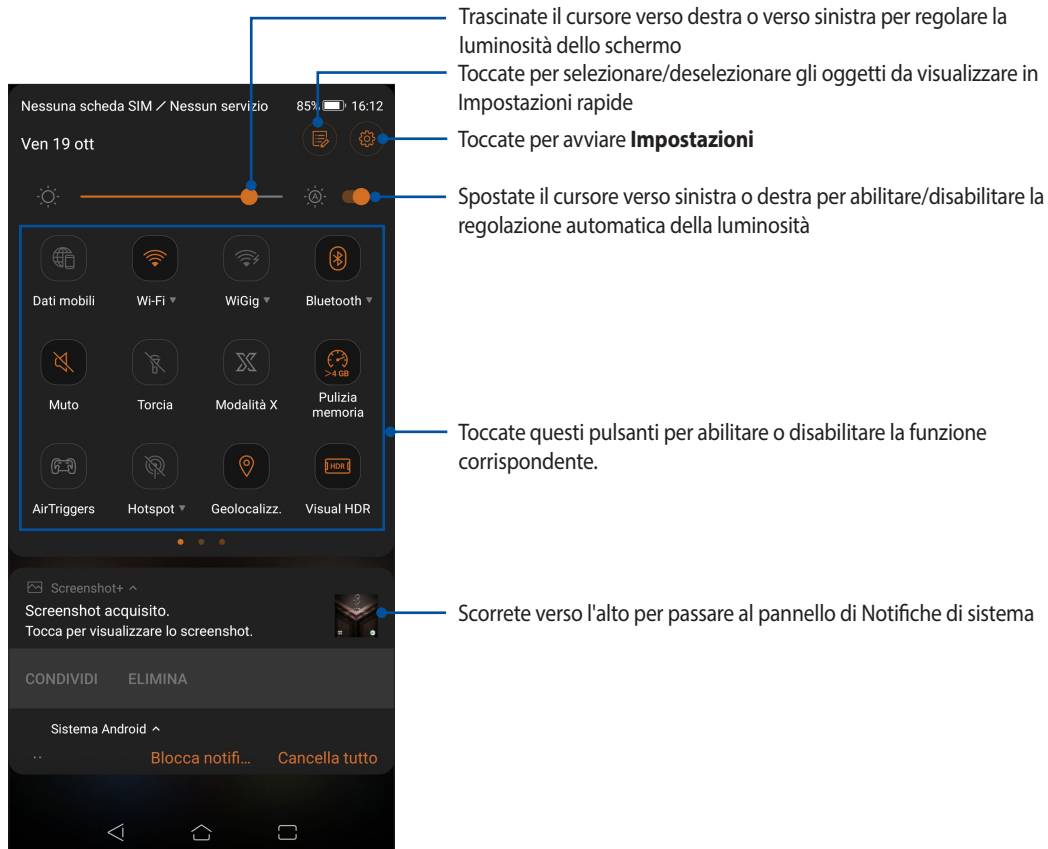 Trascinate il cursore verso destra o verso sinistra per regolare la
luminosità dello schermo
Toccate per selezionare/deselezionare gli oggetti da visualizzare in
Impostazioni rapide
Toccate per avviare Impostazioni
Spostate il cursore verso sinistra o destra per abilitare/disabilitare la
regolazione automatica della luminosità
Toccate questi pulsanti per abilitare o disabilitare la funzione
corrispondente.
Scorrete verso l'alto per passare al pannello di Notifiche di sistema
Nessuna scheda SIM / Nessun servizio 85% 16:12
Ven 19 ott
A
Dati mobili Wi-Fi WiGig Bluetooth
>4 GB
Muto Torcia Modalità X Pulizia
memoria
HDR
AirTriggers Hotspot Geolocalizz. Visual HDR
Screenshot+
Screenshot acquisito.
Tocca per visualizzare lo screenshot.
CONDIVIDI ELIMINA
Sistema Android
Blocca notifi... Cancella tutto